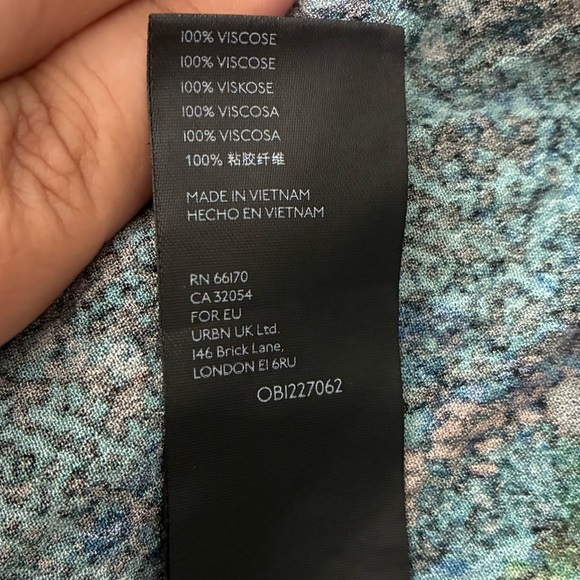 100% VISCOSE
100% VISCOSE
100% VISKOSE
100% VISCOSA
100% VISCOSA
100% 粘胶纤维
MADE IN VIETNAM
HECHO EN VIETNAM
RN 66170
CA 32054
FOR EU
URBN UK Ltd.
146 Brick Lane,
LONDON E1 6RU
OB1227062